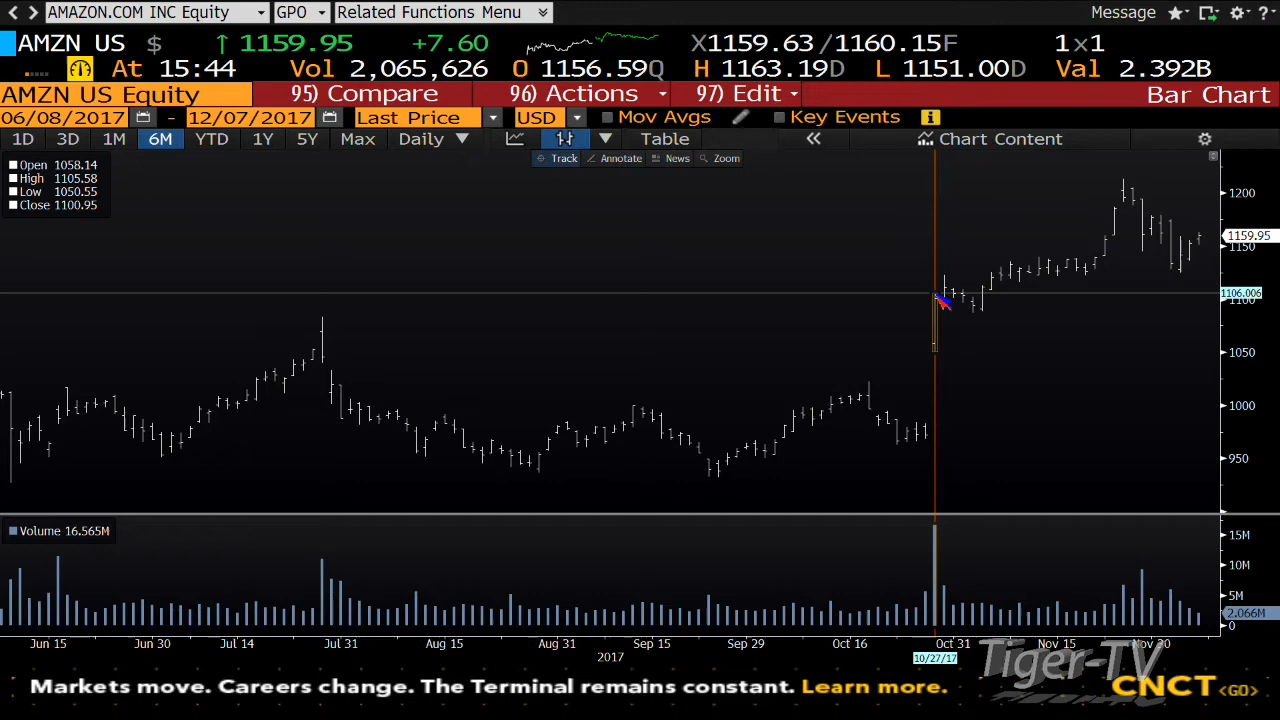 AMAZON.COM INC Equity GPO Related Functions Menu Message ?
AMZN US $ ↑ 1159.95 +7.60 X1159.63/1160.15F 1x1
At 15:44 Vol 2,065,626 O 1156.59Q H 1163.19D L 1151.00D Val 2.392B
AMZN US Equity 95) Compare 96) Actions 97) Edit Bar Chart
06/08/2017 - 12/07/2017 Last Price USD Mov Avgs Key Events i
1D 3D 1M 6M YTD 1Y 5Y Max Daily Table « Chart Content
Track Annotate News Zoom
Open 1058.14
High 1105.58
Low 1050.55
Close 1100.95
1200
1159.95
1150
1106.006
1100
1050
1000
950
Volume 16.565M
15M
10M
5M
2.066M
0
Jun 15 Jun 30 Jul 14 Jul 31 Aug 15 Aug 31 Sep 15 Sep 29 Oct 16 Oct 31 Nov 15 Nov 30
2017 10/27/17
Tiger-TV
Markets move. Careers change. The Terminal remains constant. Learn more. CNCT <GO>